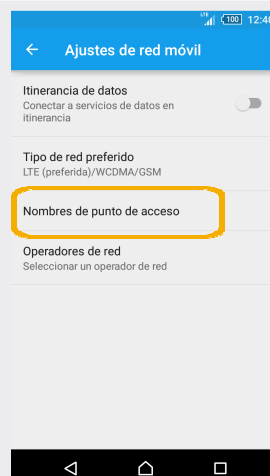 LTE 100 12:40
Ajustes de red móvil
Itinerancia de datos
Conectar a servicios de datos en
itinerancia
Tipo de red preferido
LTE (preferida)/WCDMA/GSM
Nombres de punto de acceso
Operadores de red
Seleccionar un operador de red